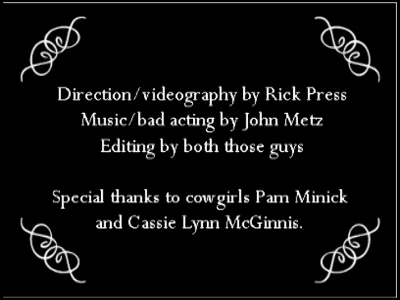 Direction/videography by Rick Press
Music/bad acting by John Metz
Editing by both those guys
Special thanks to cowgirls Pam Minick
and Cassie Lynn McGinnis.